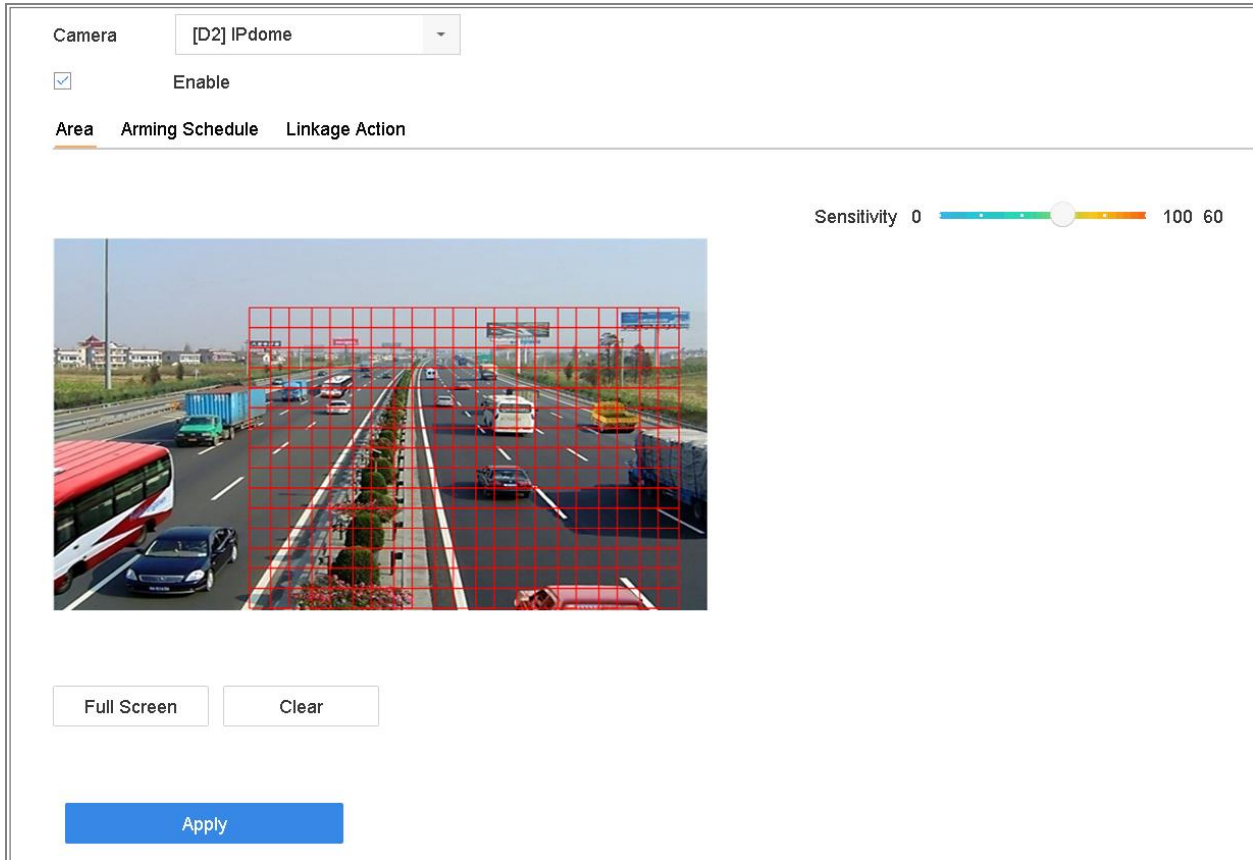 Camera [D2] IPdome
Enable
Area Arming Schedule Linkage Action
Sensitivity 0 100 60
Full Screen Clear
Apply